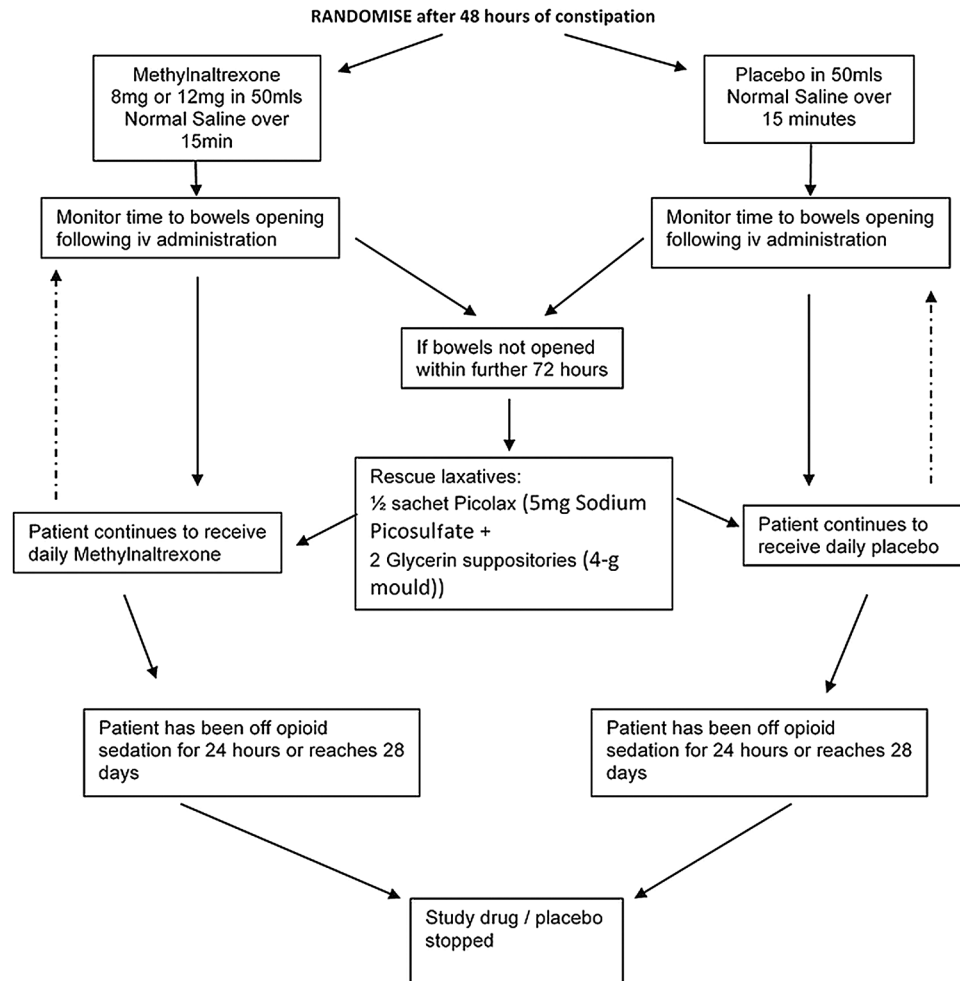 RANDOMISE after 48 hours of constipation
Methylnaltrexone
8mg or 12mg in 50mls
Normal Saline over
15min
Placebo in 50mls
Normal Saline over
15 minutes
Monitor time to bowels opening
following iv administration
Monitor time to bowels opening
following iv administration
If bowels not opened
within further 72 hours
Rescue laxatives:
½ sachet Picolax (5mg Sodium
Picosulfate +
2 Glycerin suppositories (4-g
mould))
Patient continues to receive
daily Methylnaltrexone
Patient continues to
receive daily placebo
Patient has been off opioid
sedation for 24 hours or reaches 28
days
Patient has been off opioid
sedation for 24 hours or reaches 28
days
Study drug / placebo
stopped